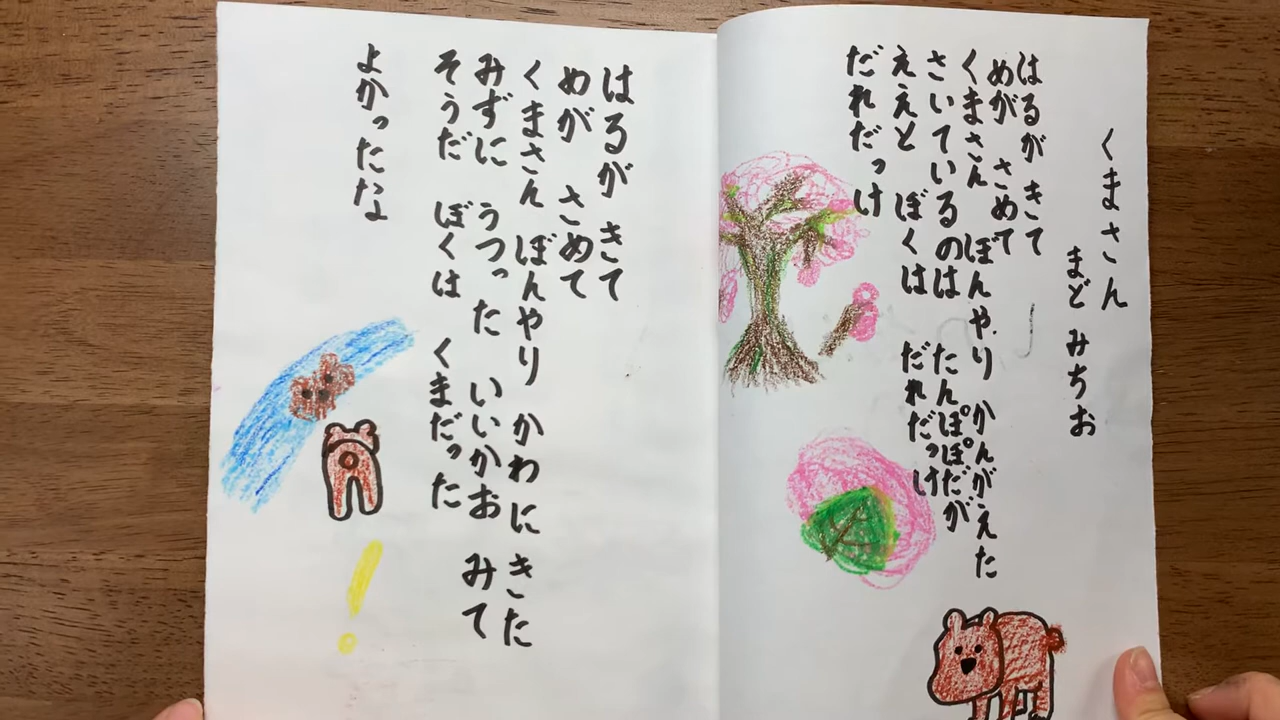 くまさん
まど みちお
はるが きて
めが さめて
くまさん ぼんやり かんがえた
さいているのは たんぽぽだが
ええと ぼくは だれだっけ
だれだっけ
はるが きて
めが さめて
くまさん ぼんやり かわに きた
みずに うつった いいかお みて
そうだ ぼくは くまだった
よかったな